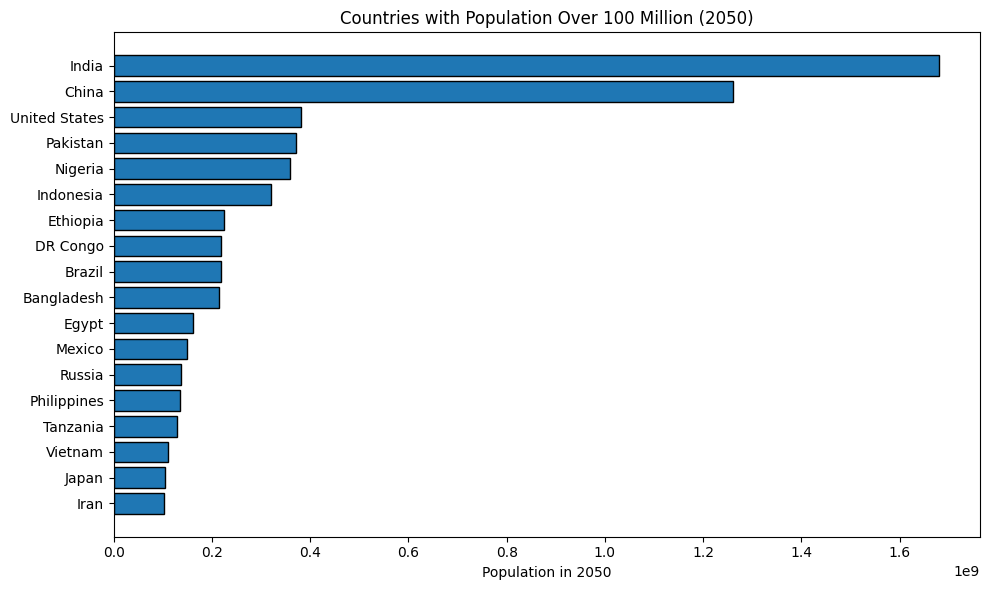 Countries with Population Over 100 Million (2050)
India
China
United States
Pakistan
Nigeria
Indonesia
Ethiopia
DR Congo
Brazil
Bangladesh
Egypt
Mexico
Russia
Philippines
Tanzania
Vietnam
Japan
Iran
0.0 0.2 0.4 0.6 0.8 1.0 1.2 1.4 1.6
1e9
Population in 2050